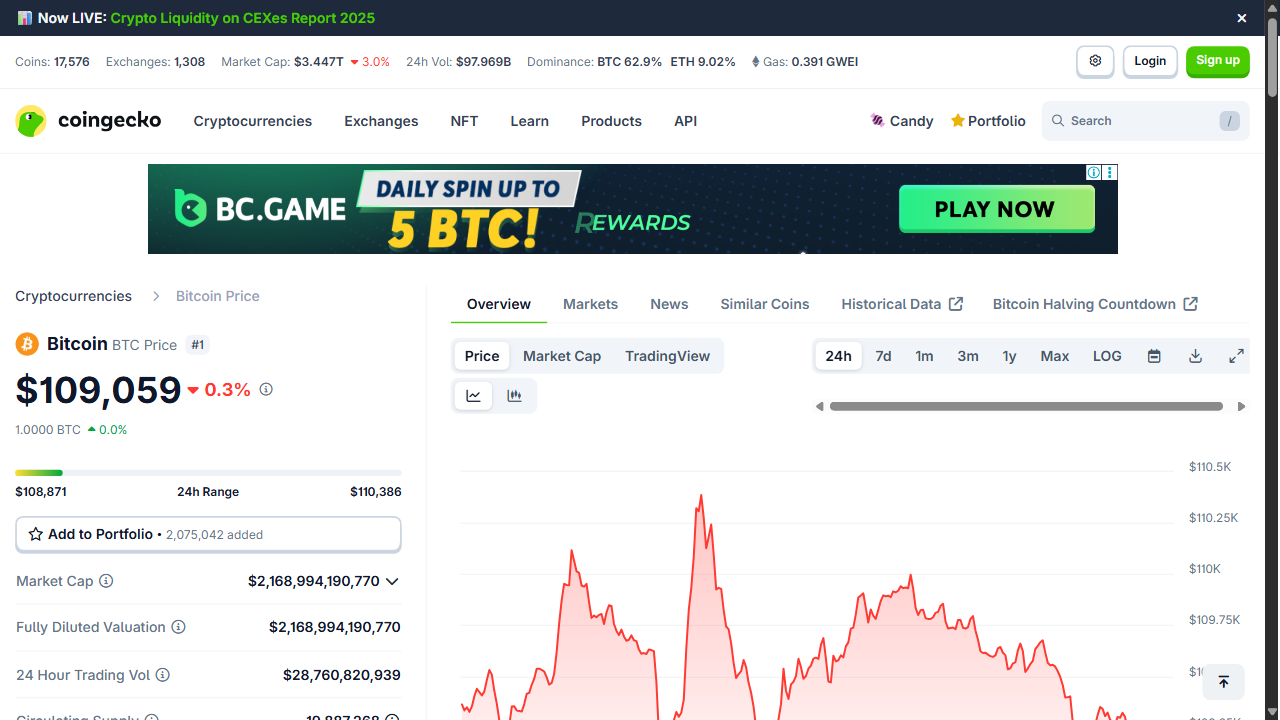 Now LIVE: Crypto Liquidity on CEXes Report 2025
Coins: 17,576 Exchanges: 1,308 Market Cap: $3.447T 3.0% 24h Vol: $97.969B Dominance: BTC 62.9% ETH 9.02% Gas: 0.391 GWEI
Login
Sign up
coingecko
Cryptocurrencies Exchanges NFT Learn Products API
Candy Portfolio
Search /
BC.GAME
DAILY SPIN UP TO
5 BTC!
REWARDS
PLAY NOW
Cryptocurrencies > Bitcoin Price
Bitcoin BTC Price #1
$109,059 0.3%
1.0000 BTC 0.0%
$108,871 24h Range $110,386
Add to Portfolio • 2,075,042 added
Market Cap $2,168,994,190,770
Fully Diluted Valuation $2,168,994,190,770
24 Hour Trading Vol $28,760,820,939
Circulating Supply 19,887,268
Overview Markets News Similar Coins Historical Data Bitcoin Halving Countdown
Price Market Cap TradingView
24h 7d 1m 3m 1y Max LOG
$110.5K
$110.25K
$110K
$109.75K